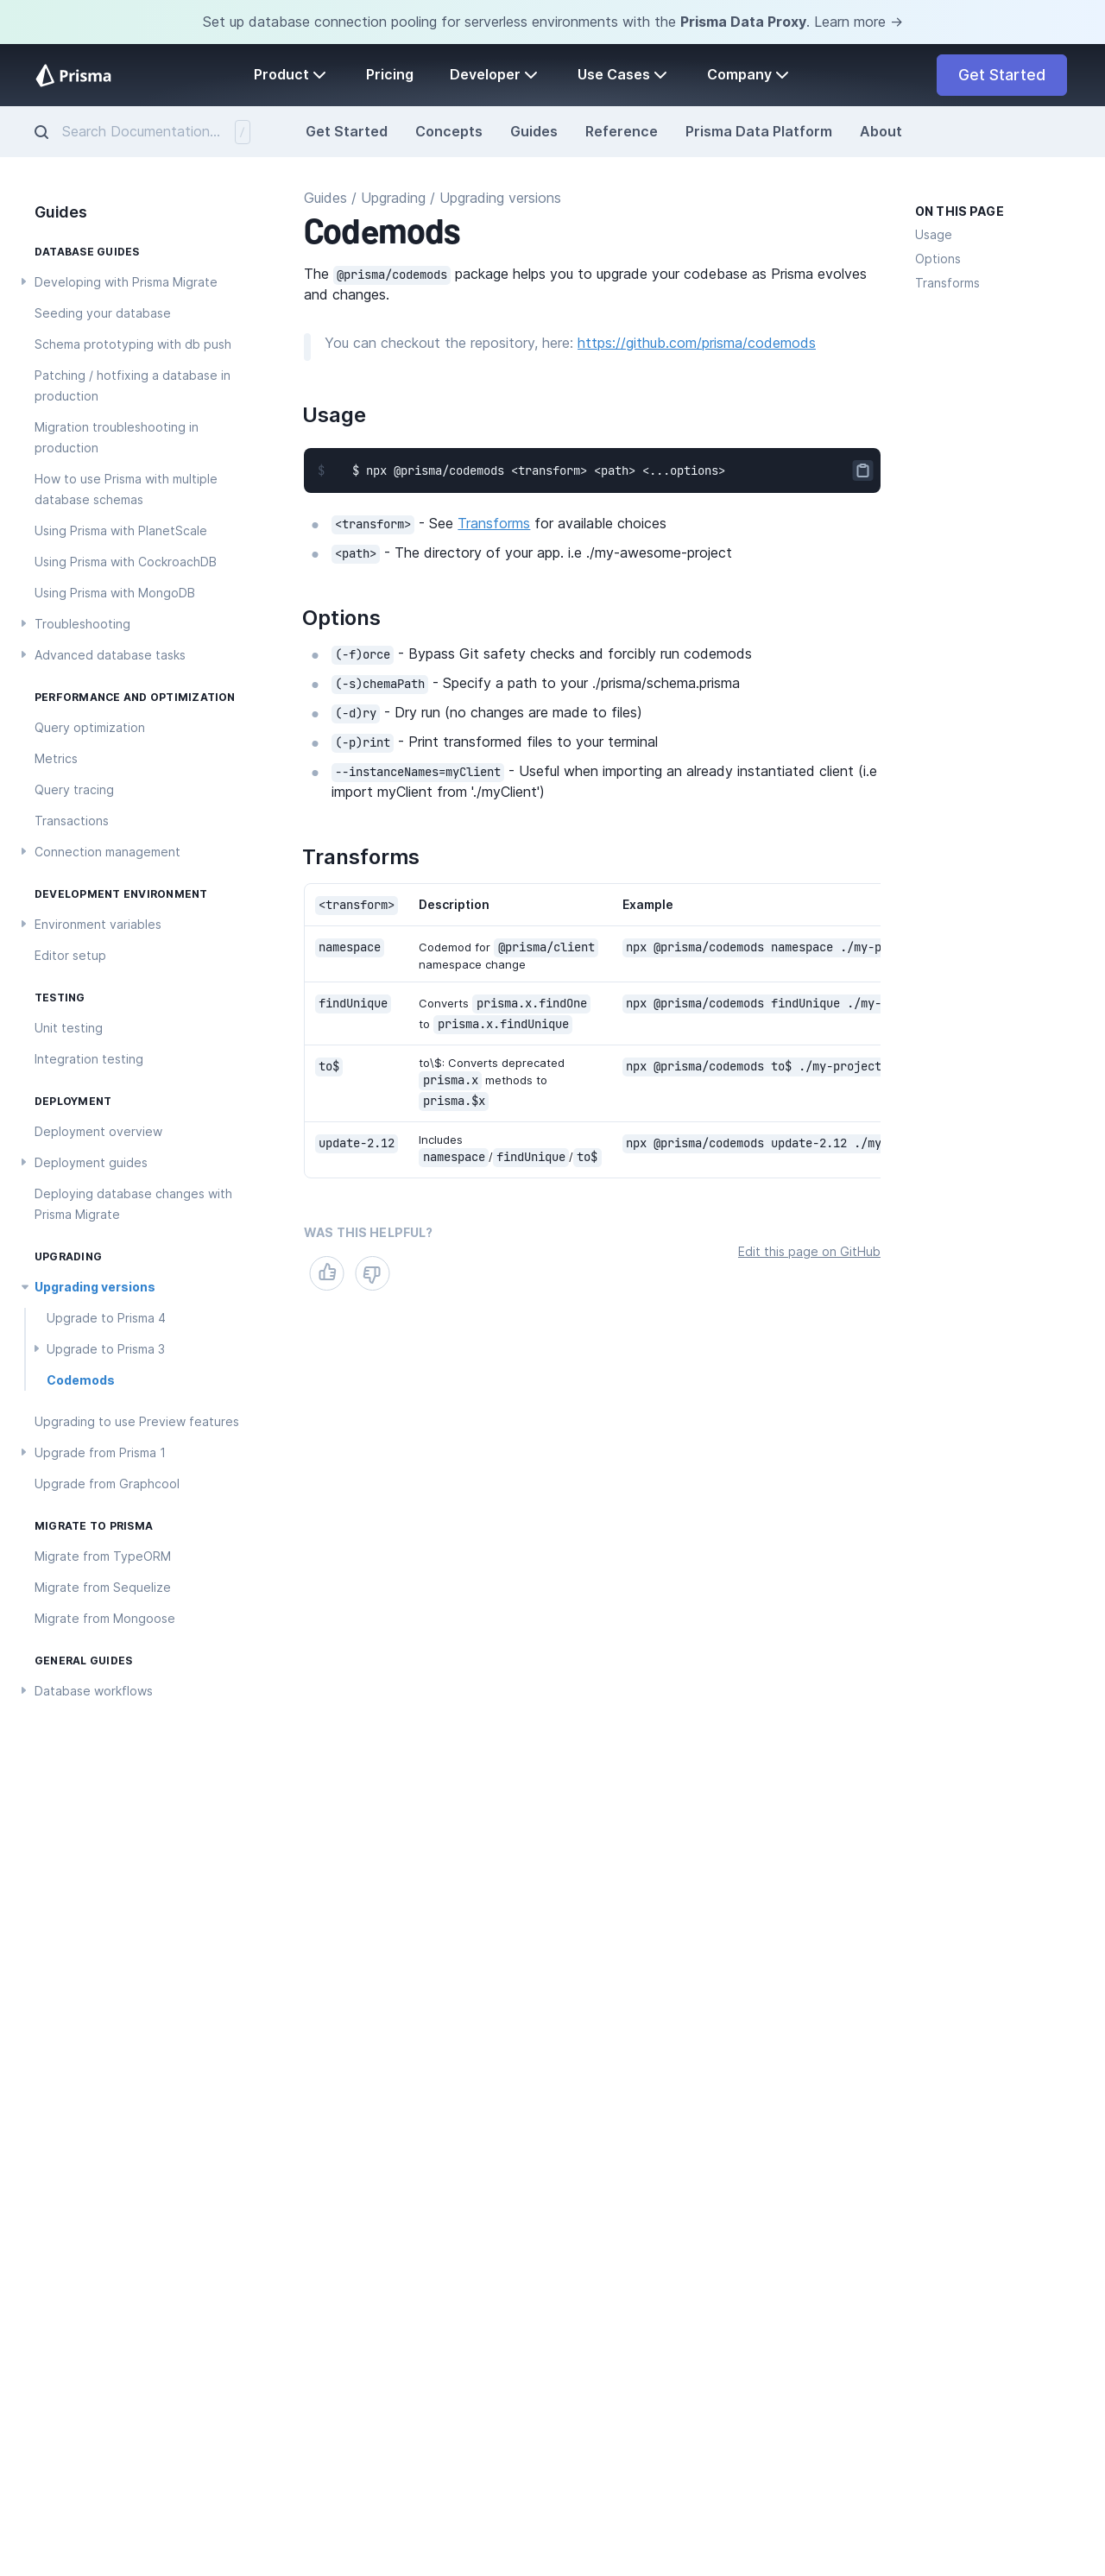 Set up database connection pooling for serverless environments with the Prisma Data Proxy. Learn more →
Prisma
Product
Pricing
Developer
Use Cases
Company
Get Started
Search Documentation...
/
Get Started
Concepts
Guides
Reference
Prisma Data Platform
About
Guides
DATABASE GUIDES
Developing with Prisma Migrate
Seeding your database
Schema prototyping with db push
Patching / hotfixing a database in
production
Migration troubleshooting in
production
How to use Prisma with multiple
database schemas
Using Prisma with PlanetScale
Using Prisma with CockroachDB
Using Prisma with MongoDB
Troubleshooting
Advanced database tasks
PERFORMANCE AND OPTIMIZATION
Query optimization
Metrics
Query tracing
Transactions
Connection management
DEVELOPMENT ENVIRONMENT
Environment variables
Editor setup
TESTING
Unit testing
Integration testing
DEPLOYMENT
Deployment overview
Deployment guides
Deploying database changes with
Prisma Migrate
UPGRADING
Upgrading versions
Upgrade to Prisma 4
Upgrade to Prisma 3
Codemods
Upgrading to use Preview features
Upgrade from Prisma 1
Upgrade from Graphcool
MIGRATE TO PRISMA
Migrate from TypeORM
Migrate from Sequelize
Migrate from Mongoose
GENERAL GUIDES
Database workflows
Guides / Upgrading / Upgrading versions
Codemods
The @prisma/codemods package helps you to upgrade your codebase as Prisma evolves
and changes.
You can checkout the repository, here: https://github.com/prisma/codemods
Usage
$ $ npx @prisma/codemods <transform> <path> <...options>
<transform> - See Transforms for available choices
<path> - The directory of your app. i.e ./my-awesome-project
Options
(-f)orce - Bypass Git safety checks and forcibly run codemods
(-s)chemaPath - Specify a path to your ./prisma/schema.prisma
(-d)ry - Dry run (no changes are made to files)
(-p)rint - Print transformed files to your terminal
--instanceNames=myClient - Useful when importing an already instantiated client (i.e
import myClient from './myClient')
Transforms
<transform> Description Example
namespace Codemod for @prisma/client npx @prisma/codemods namespace ./my-p
namespace change
findUnique Converts prisma.x.findOne npx @prisma/codemods findUnique ./my-
to prisma.x.findUnique
to$ to\$: Converts deprecated npx @prisma/codemods to$ ./my-project
prisma.x methods to
prisma.$x
update-2.12 Includes npx @prisma/codemods update-2.12 ./my
namespace / findUnique / to$
WAS THIS HELPFUL?
Edit this page on GitHub
ON THIS PAGE
Usage
Options
Transforms